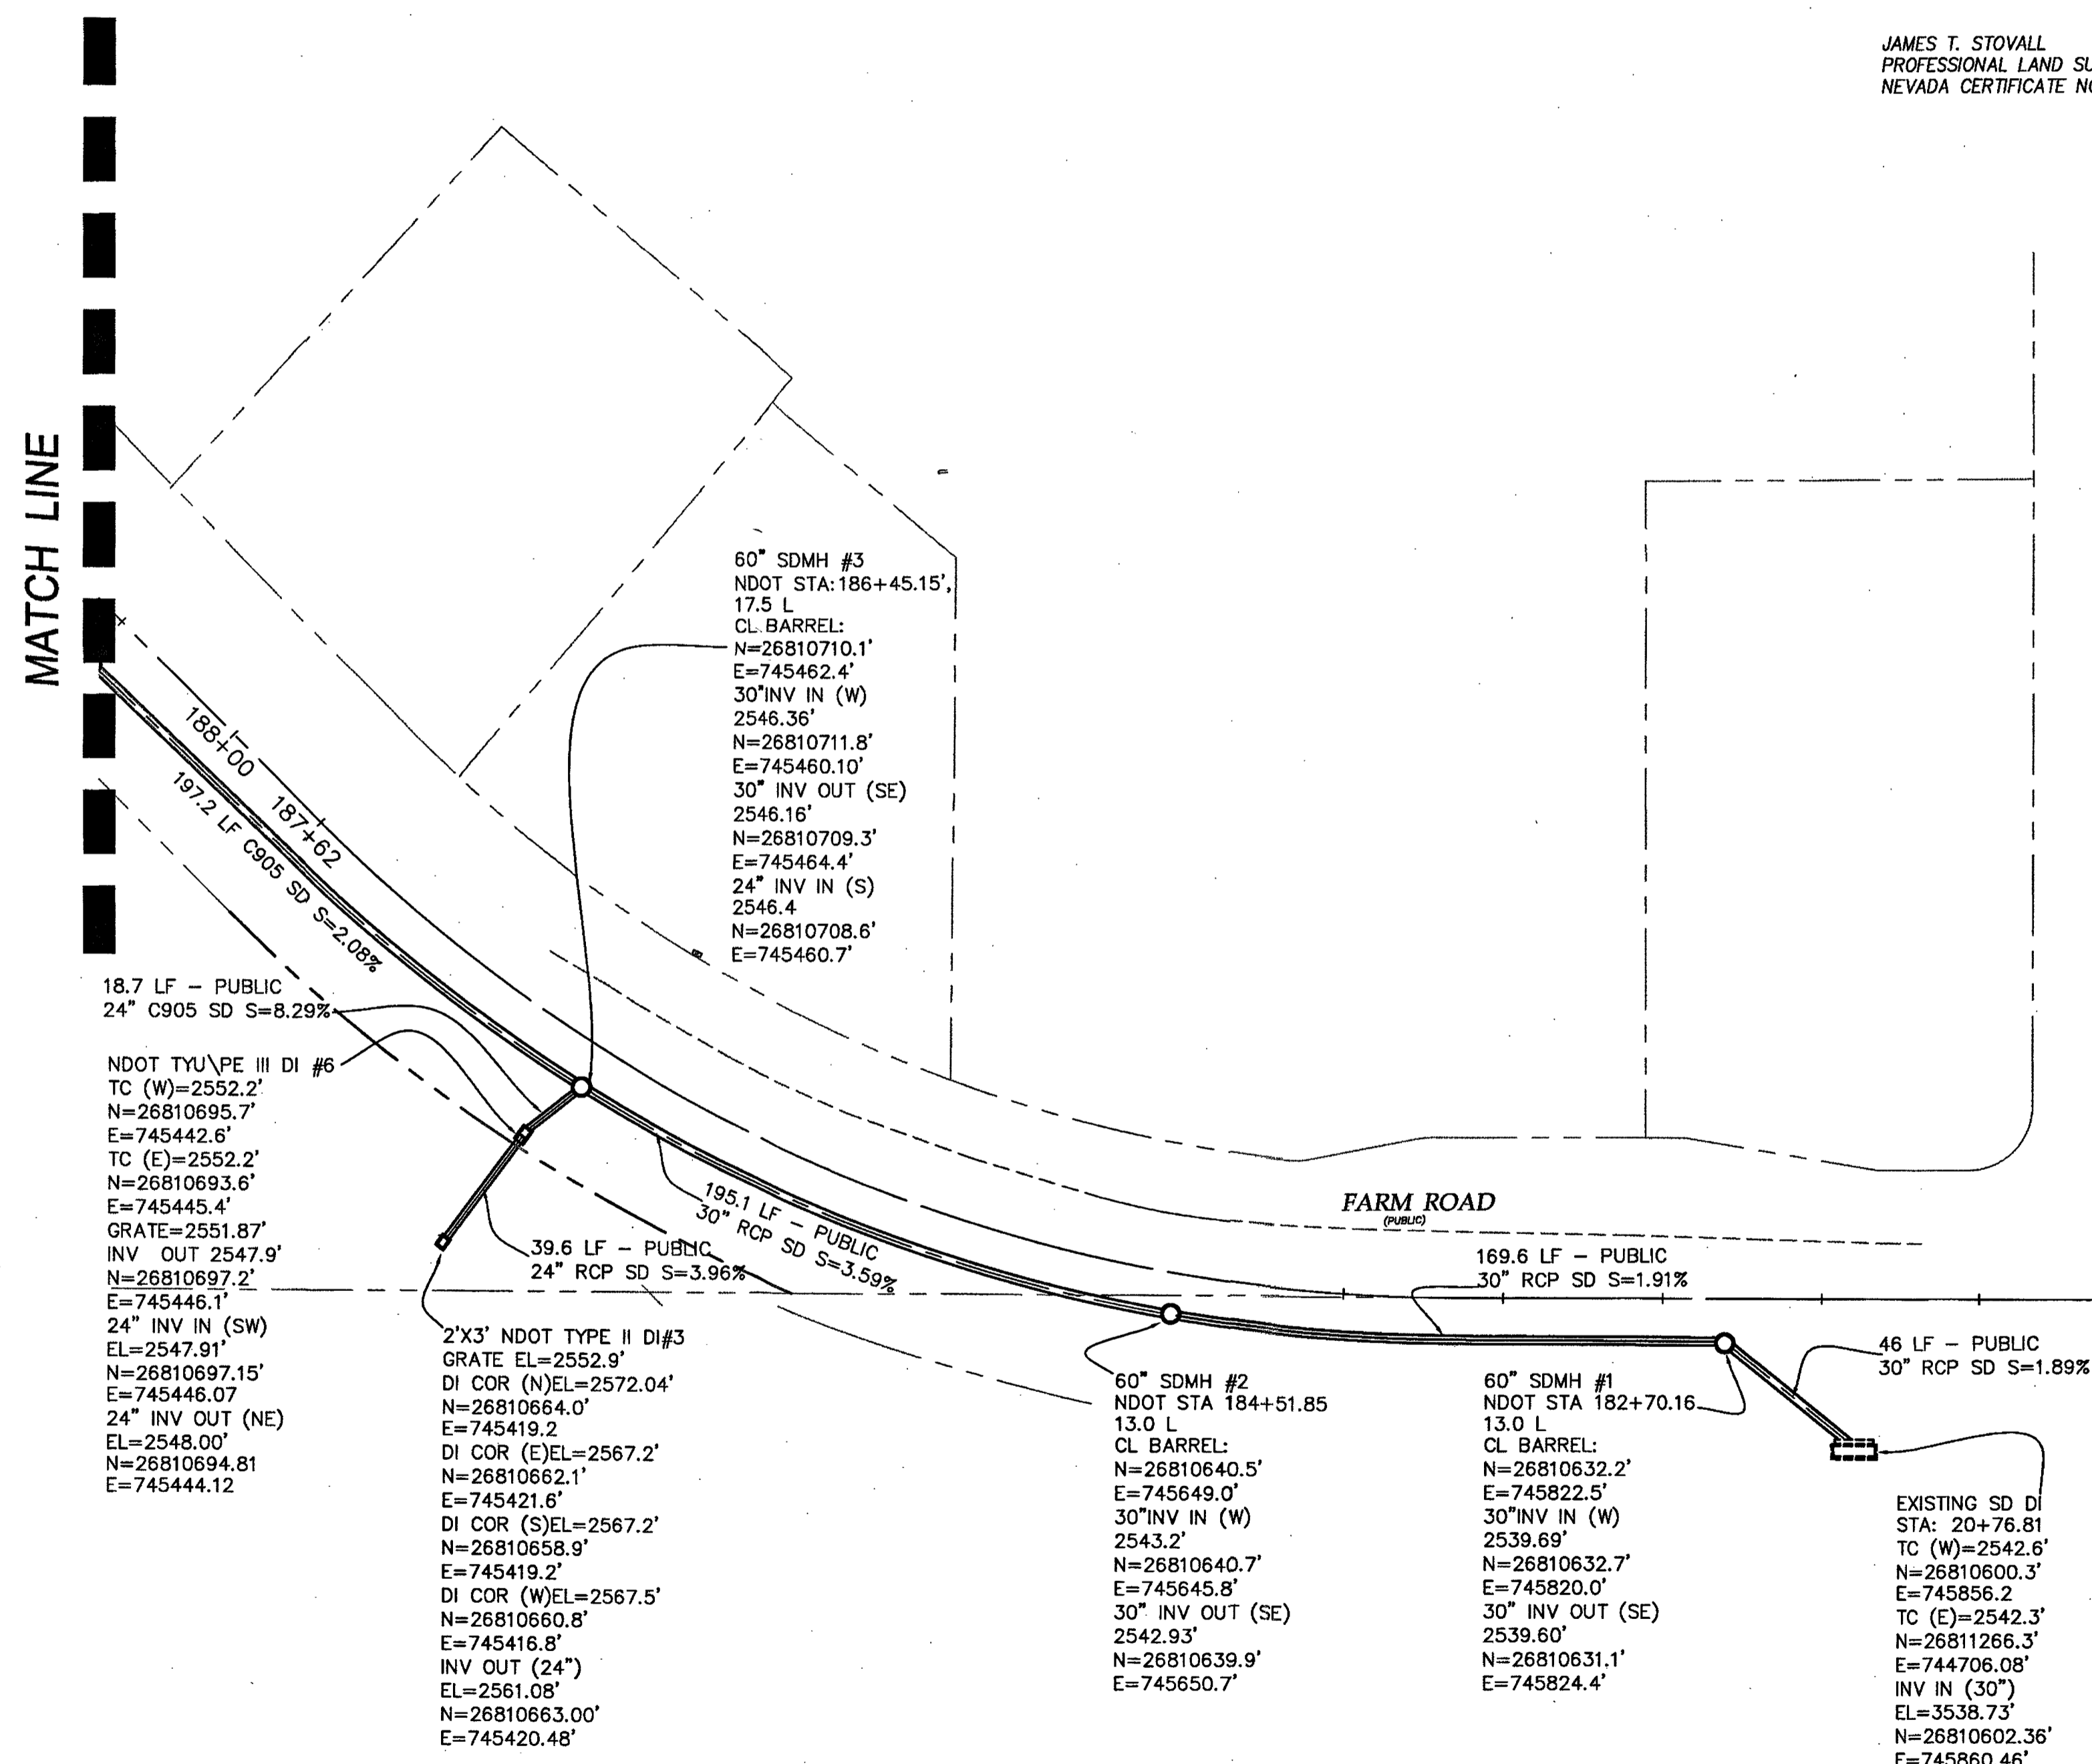 JAMES T. STOVALL
PROFESSIONAL LAND SU
NEVADA CERTIFICATE NO
MATCH LINE
60" SDMH #3
NDOT STA:186+45.15',
17.5 L
CL BARREL:
N=26810710.1'
E=745462.4'
30"INV IN (W)
2546.36'
N=26810711.8'
E=745460.10'
30" INV OUT (SE)
2546.16'
N=26810709.3'
E=745464.4'
24" INV IN (S)
2546.4
N=26810708.6'
E=745460.7'
188+00
187+62
197.2 LF C905 SD S=2.08%
18.7 LF - PUBLIC
24" C905 SD S=8.29%
NDOT TYU\PE III DI #6
TC (W)=2552.2'
N=26810695.7'
E=745442.6'
TC (E)=2552.2'
N=26810693.6'
E=745445.4'
GRATE=2551.87'
INV OUT 2547.9'
N=26810697.2'
E=745446.1'
24" INV IN (SW)
EL=2547.91'
N=26810697.15'
E=745446.07
24" INV OUT (NE)
EL=2548.00'
N=26810694.81
E=745444.12
195.1 LF - PUBLIC
30" RCP SD S=3.59%
39.6 LF - PUBLIC
24" RCP SD S=3.96%
2'X3' NDOT TYPE II DI#3
GRATE EL=2552.9'
DI COR (N)EL=2572.04'
N=26810664.0'
E=745419.2
DI COR (E)EL=2567.2'
N=26810662.1'
E=745421.6'
DI COR (S)EL=2567.2'
N=26810658.9'
E=745419.2'
DI COR (W)EL=2567.5'
N=26810660.8'
E=745416.8'
INV OUT (24")
EL=2561.08'
N=26810663.00'
E=745420.48'
FARM ROAD
(PUBLIC)
169.6 LF - PUBLIC
30" RCP SD S=1.91%
60" SDMH #2
NDOT STA 184+51.85
13.0 L
CL BARREL:
N=26810640.5'
E=745649.0'
30"INV IN (W)
2543.2'
N=26810640.7'
E=745645.8'
30" INV OUT (SE)
2542.93'
N=26810639.9'
E=745650.7'
60" SDMH #1
NDOT STA 182+70.16
13.0 L
CL BARREL:
N=26810632.2'
E=745822.5'
30"INV IN (W)
2539.69'
N=26810632.7'
E=745820.0'
30" INV OUT (SE)
2539.60'
N=26810631.1'
E=745824.4'
46 LF - PUBLIC
30" RCP SD S=1.89%
EXISTING SD DI
STA: 20+76.81
TC (W)=2542.6'
N=26810600.3'
E=745856.2
TC (E)=2542.3'
N=26811266.3'
E=744706.08'
INV IN (30")
EL=3538.73'
N=26810602.36'
E=745860.46'